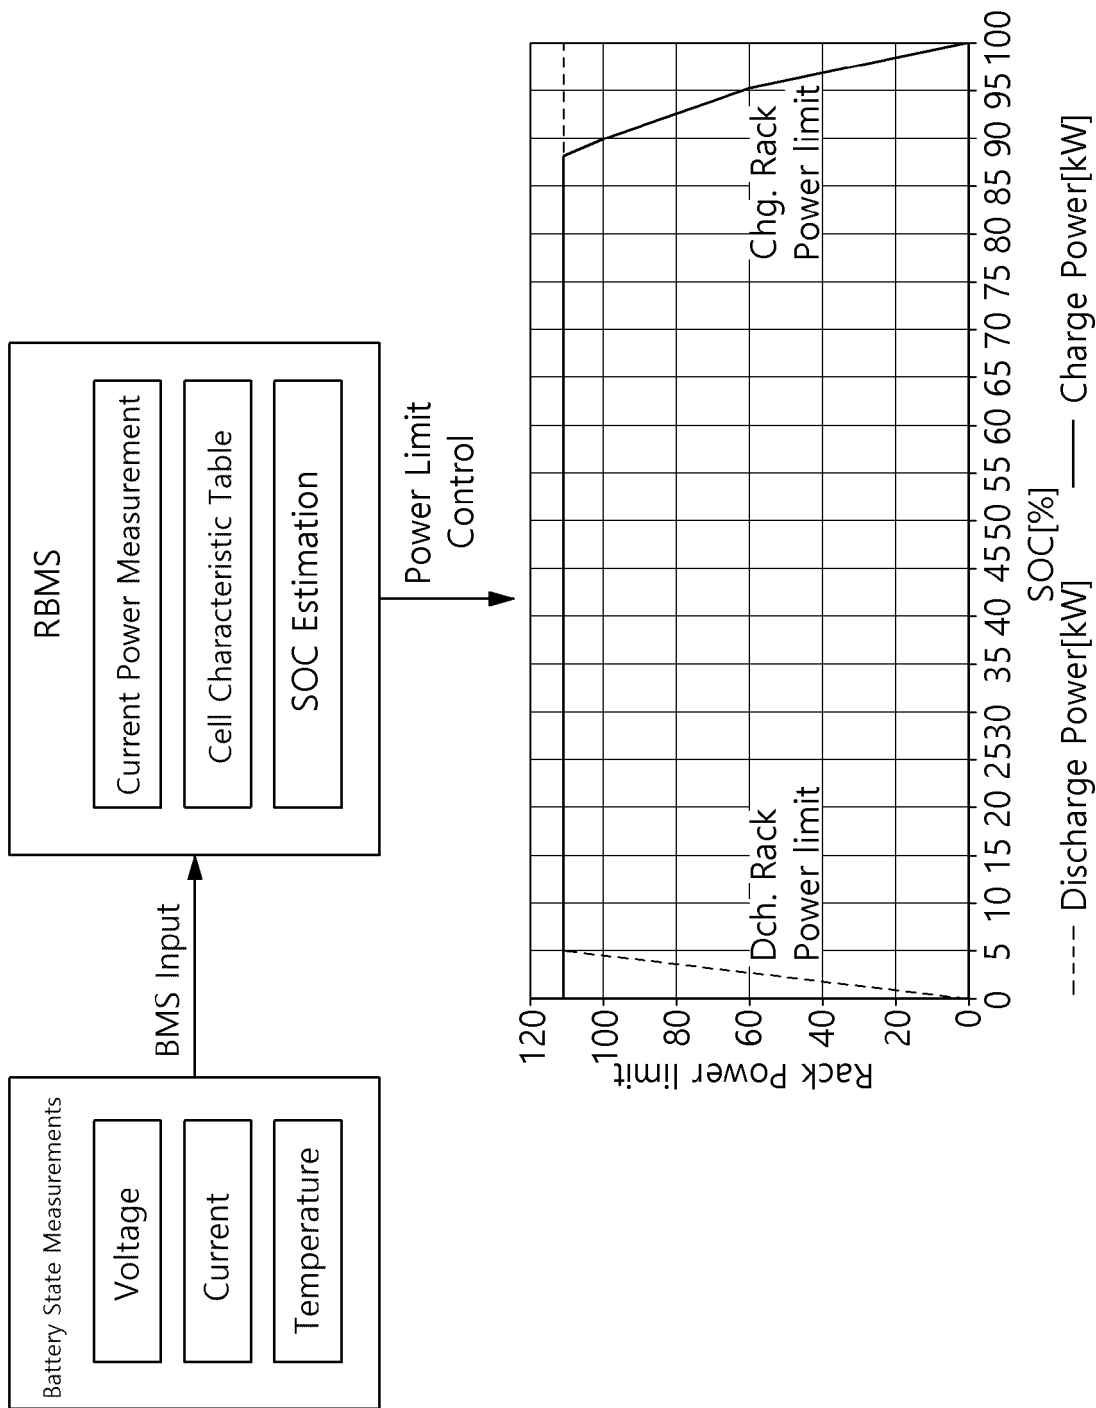 Battery State Measurements
Voltage
Current
Temperature
BMS Input
RBMS
Current Power Measurement
Cell Characteristic Table
SOC Estimation
Power Limit
Control
Rack Power limit
120
100
80
60
40
20
0
Dch. Rack
Power limit
Chg. Rack
Power limit
0 5 10 15 20 25 30 35 40 45 50 55 60 65 70 75 80 85 90 95 100
SOC[%]
Discharge Power[kW] Charge Power[kW]